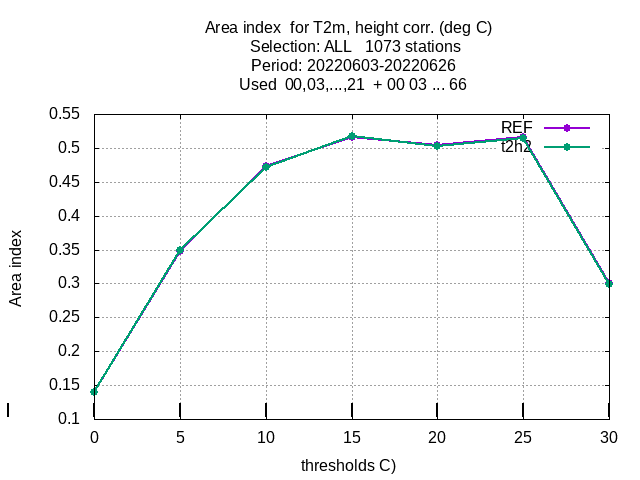 Area index  for T2m, height corr. (deg C)
Selection: ALL   1073 stations
Period: 20220603-20220626
Used  00,03,...,21  + 00 03 ... 66
REF
t2h2
0.55
0.5
0.45
0.4
0.35
0.3
0.25
0.2
0.15
0.1
Area index
0 5 10 15 20 25 30
thresholds C)